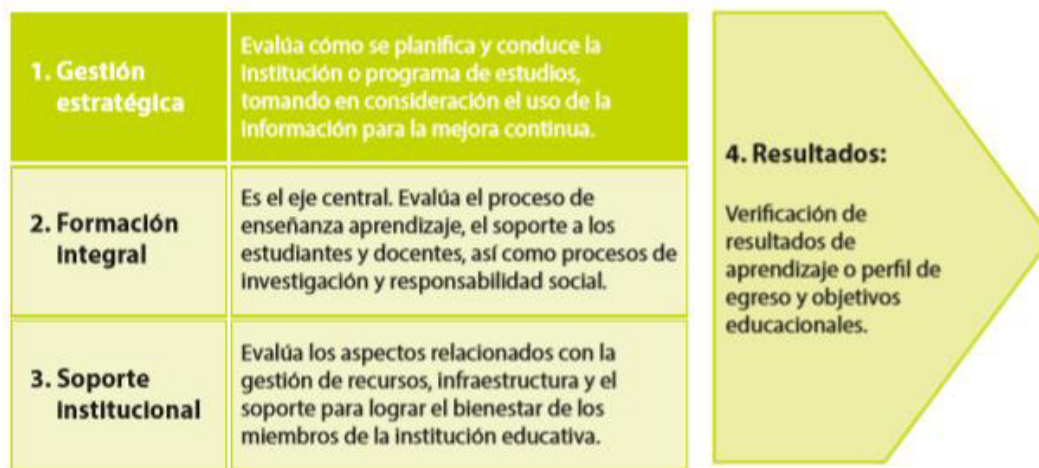 1. Gestión
estratégica
Evalúa cómo se planifica y conduce la
institución o programa de estudios,
tomando en consideración el uso de la
información para la mejora continua.
2. Formación
integral
Es el eje central. Evalúa el proceso de
enseñanza aprendizaje, el soporte a los
estudiantes y docentes, así como procesos de
investigación y responsabilidad social.
3. Soporte
institucional
Evalúa los aspectos relacionados con la
gestión de recursos, infraestructura y el
soporte para lograr el bienestar de los
miembros de la institución educativa.
4. Resultados:
Verificación de
resultados de
aprendizaje o perfil de
egreso y objetivos
educacionales.